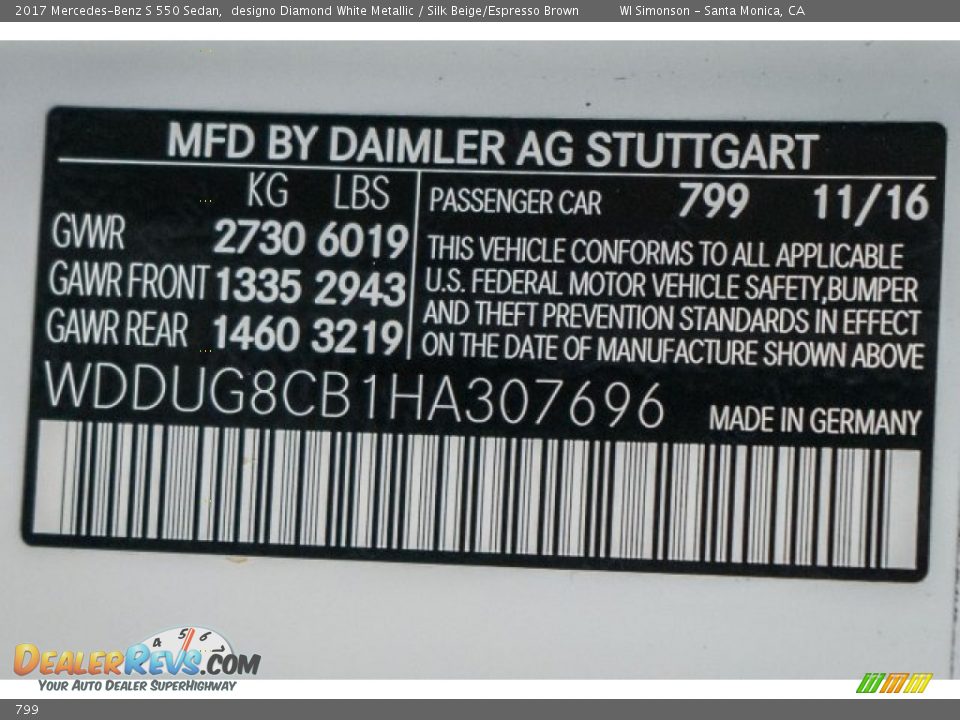 2017 Mercedes-Benz S 550 Sedan, designo Diamond White Metallic / Silk Beige/Espresso Brown WI Simonson - Santa Monica, CA
MFD BY DAIMLER AG STUTTGART
KG LBS
GVWR 2730 6019
GAWR FRONT 1335 2943
GAWR REAR 1460 3219
PASSENGER CAR 799 11/16
THIS VEHICLE CONFORMS TO ALL APPLICABLE
U.S. FEDERAL MOTOR VEHICLE SAFETY,BUMPER
AND THEFT PREVENTION STANDARDS IN EFFECT
ON THE DATE OF MANUFACTURE SHOWN ABOVE
WDDUG8CB1HA307696
MADE IN GERMANY
4 5 6 7
DEALERREVS.COM
YOUR AUTO DEALER SUPERHIGHWAY
799